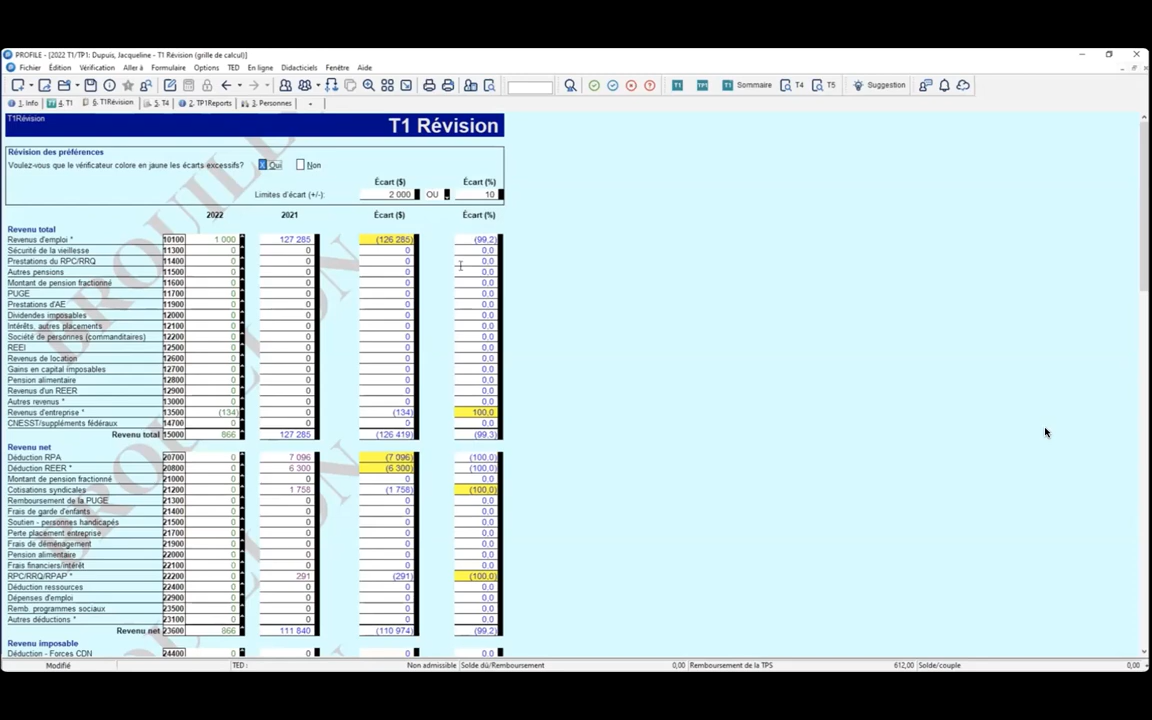 PROFILE - [2022 T1/TP1: Dupuis, Jacqueline - T1 Révision (grille de calcul)]
Fichier Édition Vérification Aller à Formulaire Options TED En ligne Didacticiels Fenêtre Aide
T1 TP1 Sommaire T4 T5 Suggestion
1. Info 4. T1 6. T1Révision 5. T4 2. TP1Reports 3. Personnes
T1Révision T1 Révision
Révision des préférences
Voulez-vous que le vérificateur colore en jaune les écarts excessifs? X Oui Non
Écart ($) Écart (%)
Limites d'écart (+/-): 2 000 OU 10
2022 2021 Écart ($) Écart (%)
Revenu total
Revenus d'emploi * 10100 1 000 127 285 (126 285) (99,2)
Sécurité de la vieillesse 11300 0 0 0 0,0
Prestations du RPC/RRQ 11400 0 0 0 0,0
Autres pensions 11500 0 0 0 0,0
Montant de pension fractionné 11600 0 0 0 0,0
PUGE 11700 0 0 0 0,0
Prestations d'AE 11900 0 0 0 0,0
Dividendes imposables 12000 0 0 0 0,0
Intérêts, autres placements 12100 0 0 0 0,0
Société de personnes (commanditaires) 12200 0 0 0 0,0
REEI 12500 0 0 0 0,0
Revenus de location 12600 0 0 0 0,0
Gains en capital imposables 12700 0 0 0 0,0
Pension alimentaire 12800 0 0 0 0,0
Revenus d'un REER 12900 0 0 0 0,0
Autres revenus * 13000 0 0 0 0,0
Revenus d'entreprise * 13500 (134) 0 (134) 100,0
CNESST/suppléments fédéraux 14700 0 0 0 0,0
Revenu total 15000 866 127 285 (126 419) (99,3)
Revenu net
Déduction RPA 20700 0 7 096 (7 096) (100,0)
Déduction REER * 20800 0 6 300 (6 300) (100,0)
Montant de pension fractionné 21000 0 0 0 0,0
Cotisations syndicales 21200 0 1 758 (1 758) (100,0)
Remboursement de la PUGE 21300 0 0 0 0,0
Frais de garde d'enfants 21400 0 0 0 0,0
Soutien - personnes handicapés 21500 0 0 0 0,0
Perte placement entreprise 21700 0 0 0 0,0
Frais de déménagement 21900 0 0 0 0,0
Pension alimentaire 22000 0 0 0 0,0
Frais financiers/intérêt 22100 0 0 0 0,0
RPC/RRQ/RPAP * 22200 0 291 (291) (100,0)
Déduction ressources 22400 0 0 0 0,0
Dépenses d'emploi 22900 0 0 0 0,0
Remb. programmes sociaux 23500 0 0 0 0,0
Autres déductions * 23100 0 0 0 0,0
Revenu net 23600 866 111 840 (110 974) (99,2)
Revenu imposable
Déduction - Forces CDN 24400 0 0 0 0,0
BROUILLON
BROUILLON
Modifié TED : Non admissible Solde dû/Remboursement 0,00 Remboursement de la TPS 612,00 Solde/couple 0,00